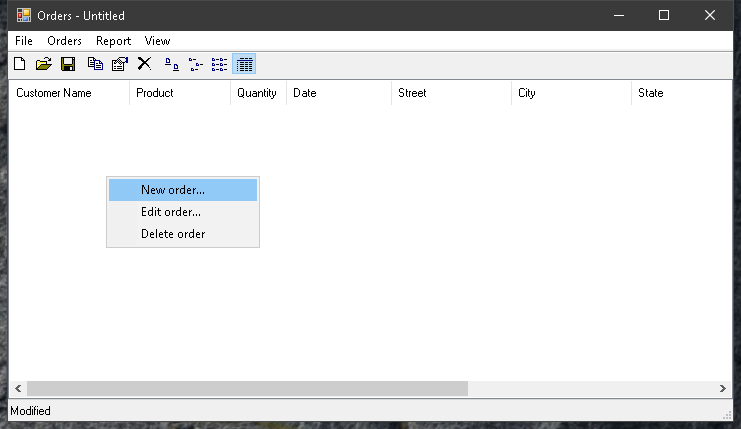 Orders - Untitled
File Orders Report View
Customer Name Product Quantity Date Street City State
New order...
Edit order...
Delete order
Modified